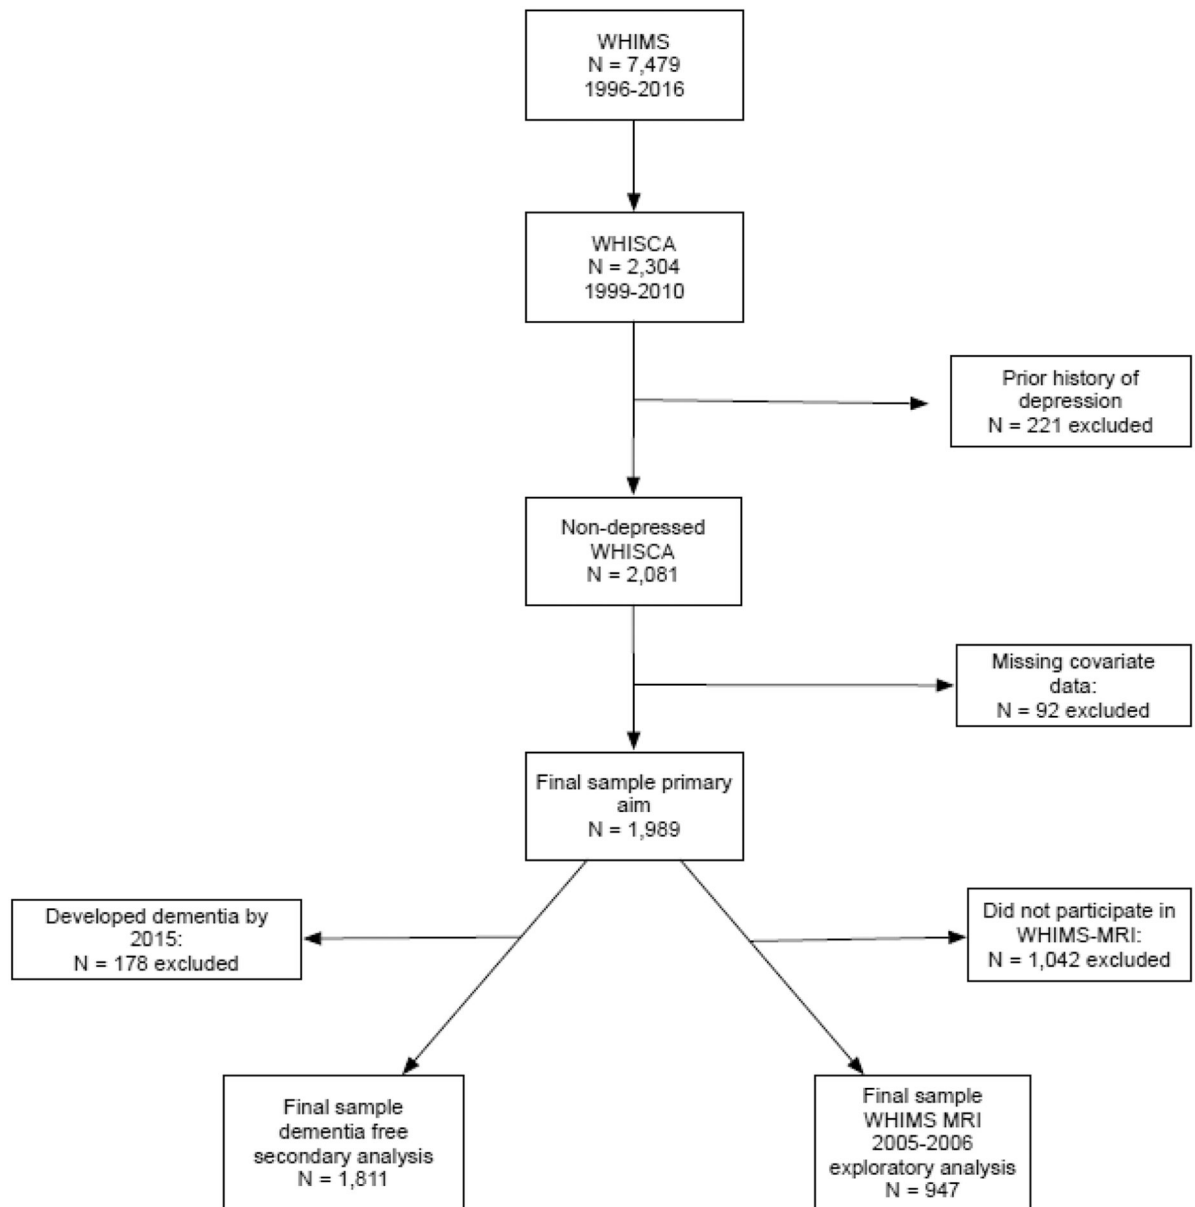 WHIMS
N = 7,479
1996-2016
WHISCA
N = 2,304
1999-2010
Prior history of
depression
N = 221 excluded
Non-depressed
WHISCA
N = 2,081
Missing covariate
data:
N = 92 excluded
Final sample primary
aim
N = 1,989
Developed dementia by
2015:
N = 178 excluded
Did not participate in
WHIMS-MRI:
N = 1,042 excluded
Final sample
dementia free
secondary analysis
N = 1,811
Final sample
WHIMS MRI
2005-2006
exploratory analysis
N = 947